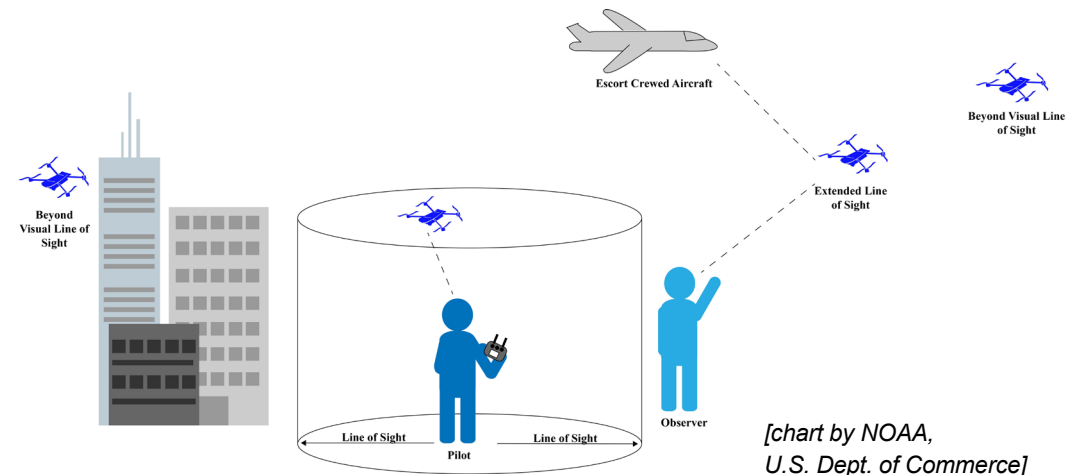 Escort Crewed Aircraft
Beyond Visual Line
of Sight
Extended Line
of Sight
Beyond
Visual Line of
Sight
Observer
Line of Sight
Line of Sight
Pilot
[chart by NOAA,
U.S. Dept. of Commerce]